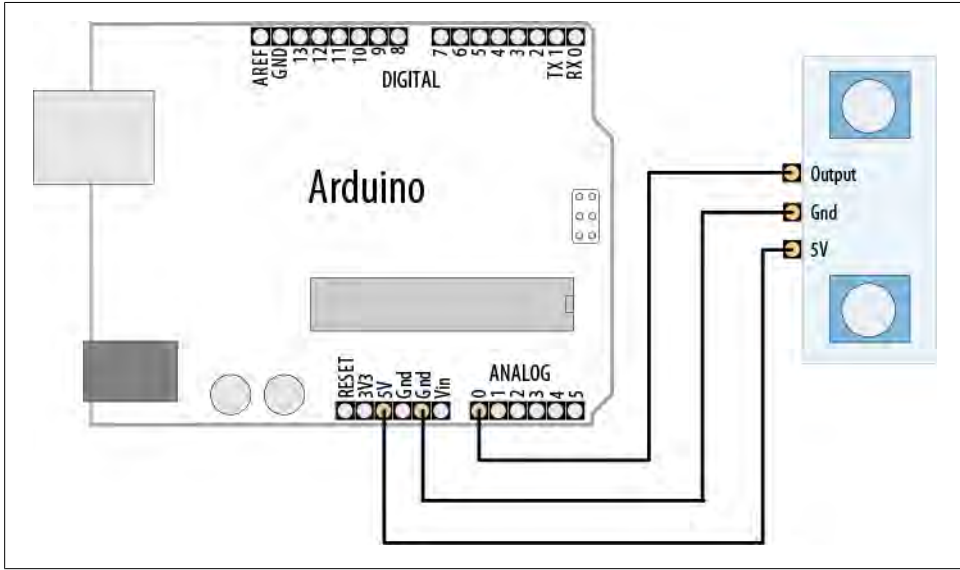 AREF
GND
13
12
11
10
9
8
7
6
5
4
3
2
TX 1
RX 0
DIGITAL
Arduino
Output
Gnd
5V
RESET
3V3
5V
Gnd
Gnd
Vin
ANALOG
0
1
2
3
4
5